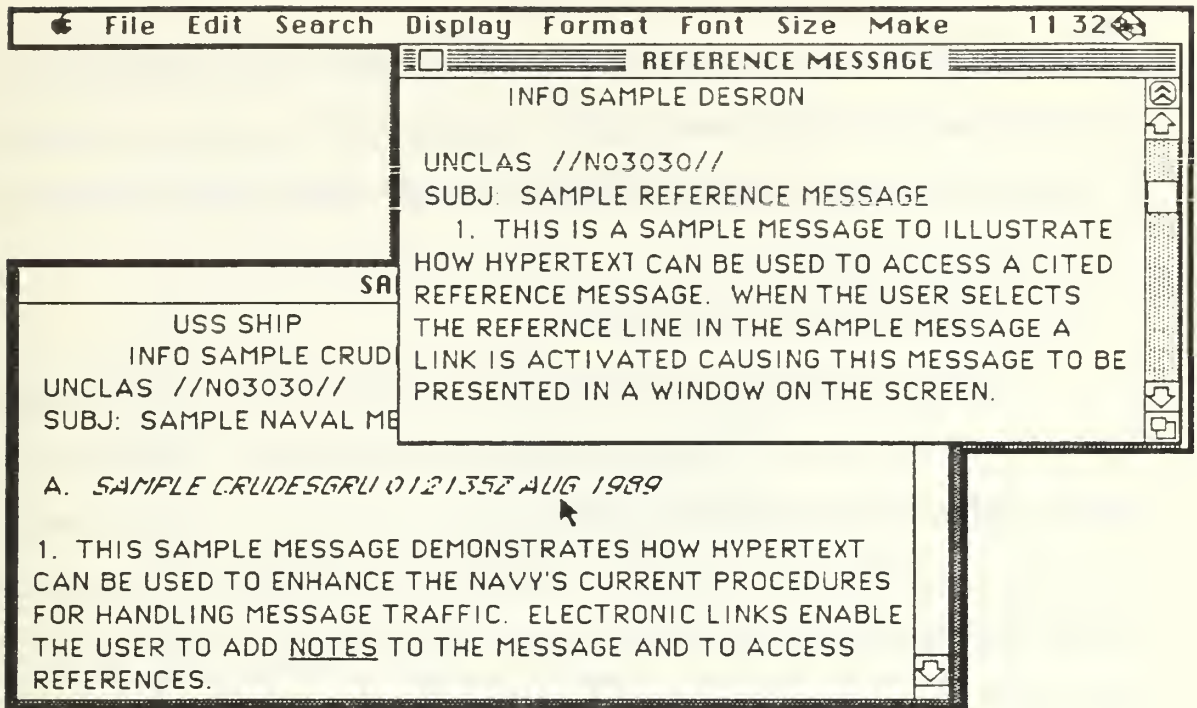 File Edit Search Display Format Font Size Make 11 32
REFERENCE MESSAGE
INFO SAMPLE DESRON
UNCLAS //N03030//
SUBJ: SAMPLE REFERENCE MESSAGE
1. THIS IS A SAMPLE MESSAGE TO ILLUSTRATE
HOW HYPERTEXT CAN BE USED TO ACCESS A CITED
REFERENCE MESSAGE. WHEN THE USER SELECTS
THE REFERNCE LINE IN THE SAMPLE MESSAGE A
LINK IS ACTIVATED CAUSING THIS MESSAGE TO BE
PRESENTED IN A WINDOW ON THE SCREEN.
SA
USS SHIP
INFO SAMPLE CRUD
UNCLAS //N03030//
SUBJ: SAMPLE NAVAL ME
A. SAMPLE CRUDESGRU 012135Z AUG 1989
1. THIS SAMPLE MESSAGE DEMONSTRATES HOW HYPERTEXT
CAN BE USED TO ENHANCE THE NAVY'S CURRENT PROCEDURES
FOR HANDLING MESSAGE TRAFFIC. ELECTRONIC LINKS ENABLE
THE USER TO ADD NOTES TO THE MESSAGE AND TO ACCESS
REFERENCES.